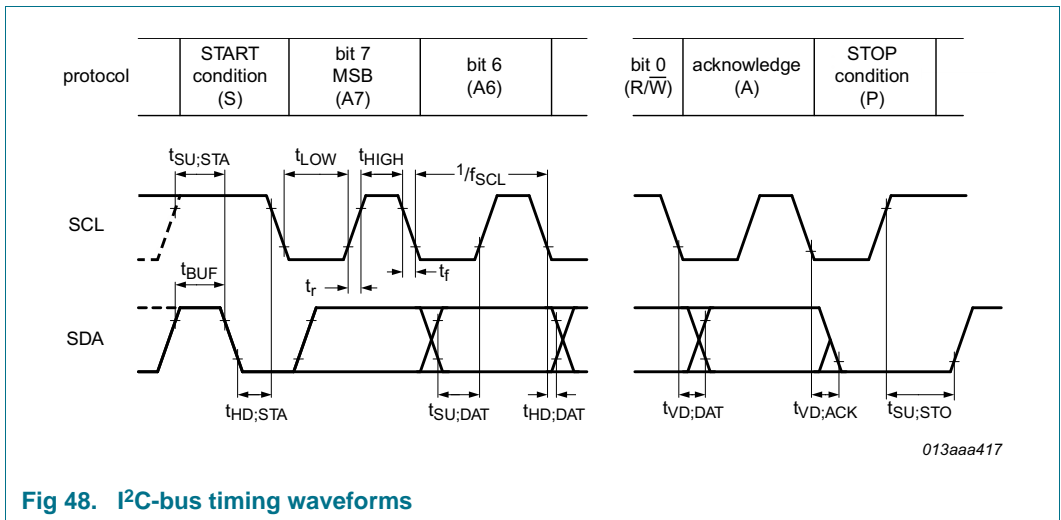 protocol
START
condition
(S)
bit 7
MSB
(A7)
bit 6
(A6)
bit 0
(R/W̅)
acknowledge
(A)
STOP
condition
(P)
tSU;STA
tLOW
tHIGH
1/fSCL
SCL
tBUF
tr
tf
SDA
tHD;STA
tSU;DAT
tHD;DAT
tVD;DAT
tVD;ACK
tSU;STO
013aaa417
Fig 48. I²C-bus timing waveforms